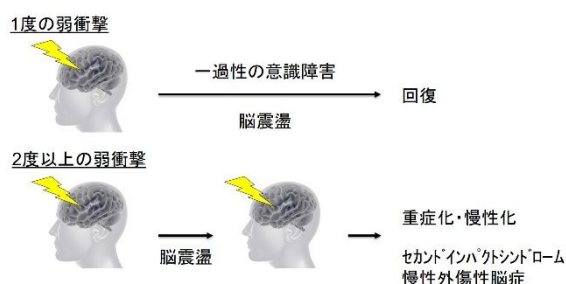 1度の弱衝撃
一過性の意識障害
脳震盪
回復
2度以上の弱衝撃
脳震盪
重症化・慢性化
ｾｶﾝﾄﾞｲﾝﾊﾟｸﾄｼﾝﾄﾞﾛｰﾑ
慢性外傷性脳症